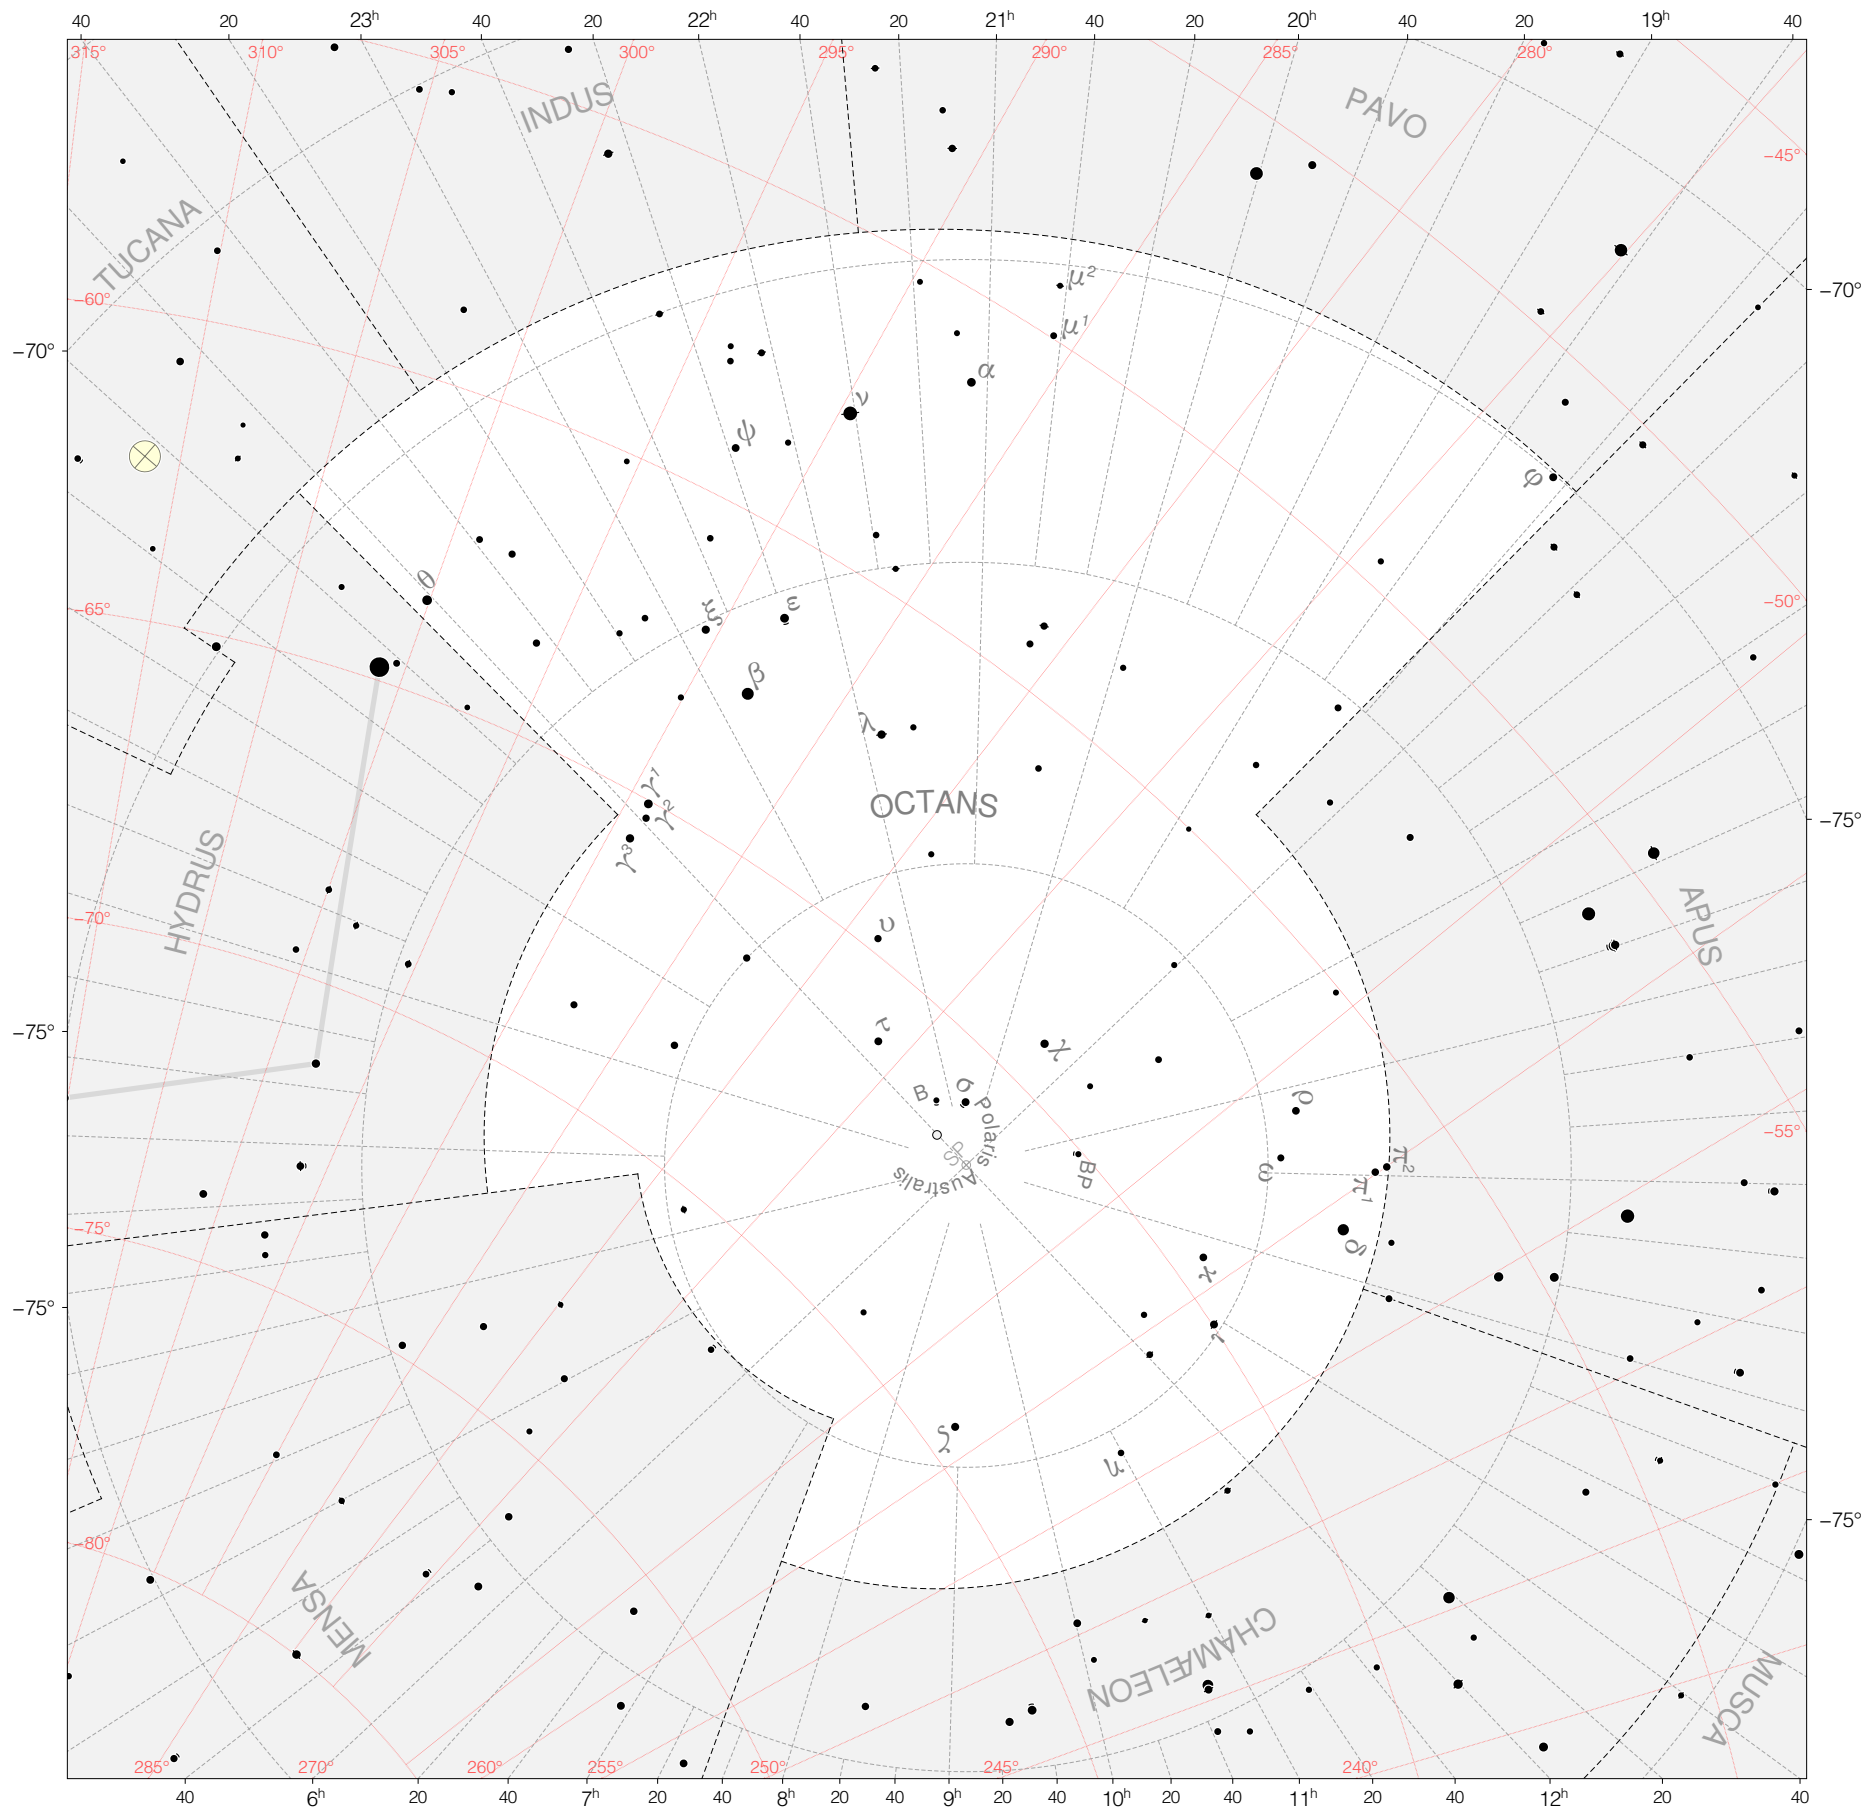 40 20 23h 40 20 22h 40 20 21h 40 20 20h 40 20 19h 40
315° 310° 305° 300° 295° 290° 285° 280°
INDUS
PAVO
−45°
TUCANA
μ²
−60°
−70°
μ¹
−70°
α
ν
ψ
φ
θ
ξ
ε
−65°
−50°
β
λ
γ¹
OCTANS
γ²
−75°
γ³
HYDRUS
−70°
υ
APUS
−75°
τ
χ
B
σ
Polaris Australis
SP
ρ
−55°
BP
ω
π²
π¹
−75°
δ
κ
−75°
ι
ζ
η
−75°
−80°
MENSA
CHAMÆLEON
MUSCA
285° 270° 260° 255° 250° 245° 240°
40 6h 20 40 7h 20 40 8h 20 40 9h 20 40 10h 20 40 11h 20 40 12h 20 40